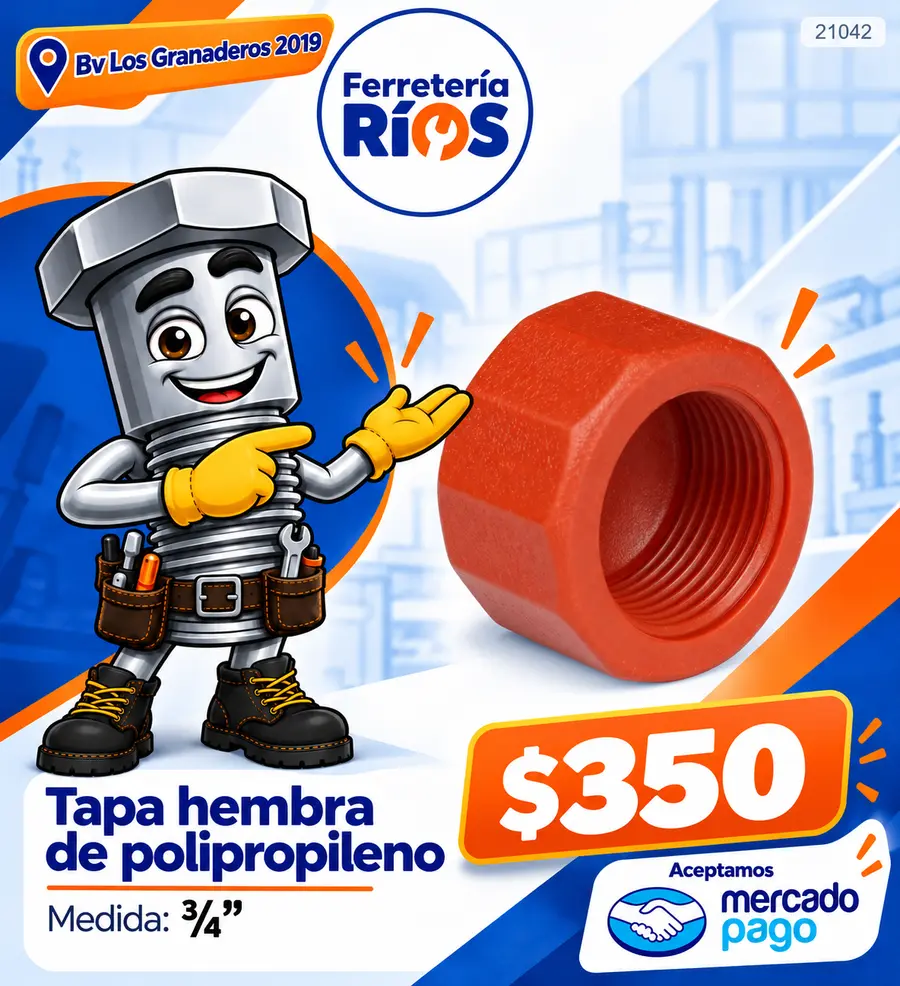 Bv Los Granaderos 2019
Ferretería
RÍOS
21042
Tapa hembra
de polipropileno
Medida: ¾”
$350
Aceptamos
mercado
pago